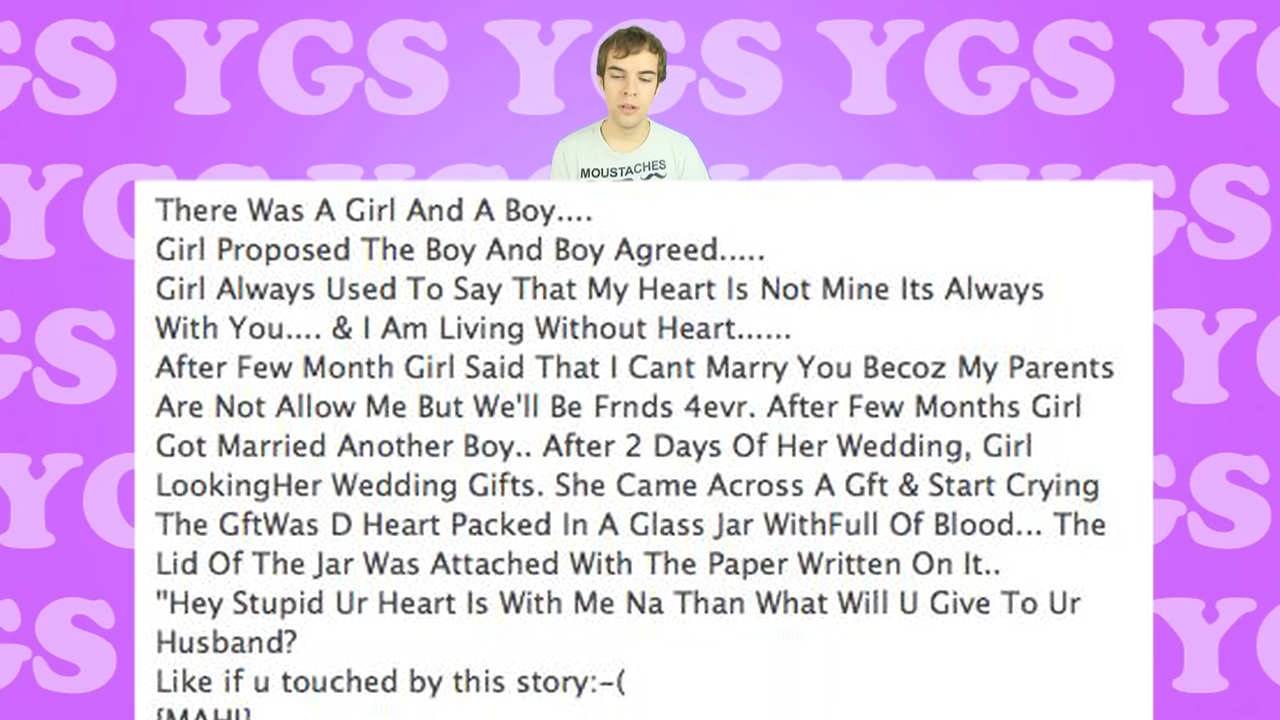 GS YGS YGS YGS YG
MOUSTACHES
There Was A Girl And A Boy....
Girl Proposed The Boy And Boy Agreed.....
Girl Always Used To Say That My Heart Is Not Mine Its Always
With You.... & I Am Living Without Heart......
After Few Month Girl Said That I Cant Marry You Becoz My Parents
Are Not Allow Me But We'll Be Frnds 4evr. After Few Months Girl
Got Married Another Boy.. After 2 Days Of Her Wedding, Girl
LookingHer Wedding Gifts. She Came Across A Gft & Start Crying
The GftWas D Heart Packed In A Glass Jar WithFull Of Blood... The
Lid Of The Jar Was Attached With The Paper Written On It..
"Hey Stupid Ur Heart Is With Me Na Than What Will U Give To Ur
Husband?
Like if u touched by this story:-(
{MAHI}